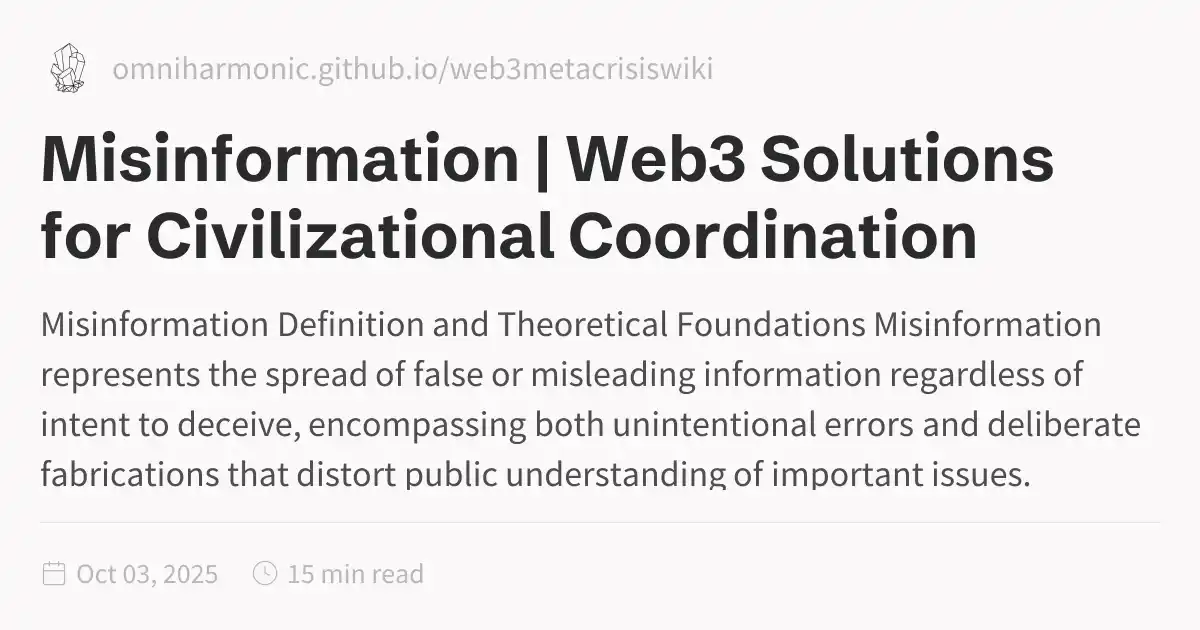 omniharmonic.github.io/web3metacrisiswiki
Misinformation | Web3 Solutions
for Civilizational Coordination
Misinformation Definition and Theoretical Foundations Misinformation
represents the spread of false or misleading information regardless of
intent to deceive, encompassing both unintentional errors and deliberate
fabrications that distort public understanding of important issues.
Oct 03, 2025 15 min read